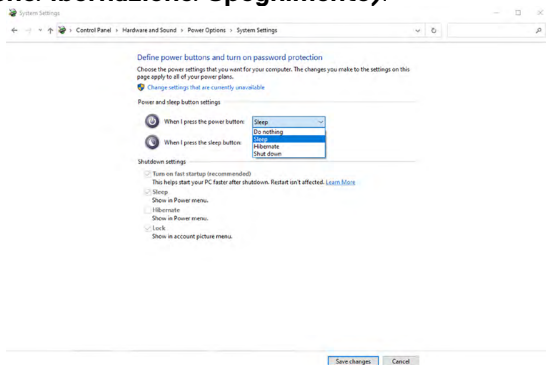 Ibernazione/ Spegnimento).
System Settings
Control Panel > Hardware and Sound > Power Options > System Settings
Define power buttons and turn on password protection
Choose the power settings that you want for your computer. The changes you make to the settings on this
page apply to all of your power plans.
Change settings that are currently unavailable
Power and sleep button settings
When I press the power button: Sleep
Do nothing
Sleep
Hibernate
Shut down
When I press the sleep button:
Shutdown settings
Turn on fast startup (recommended)
This helps start your PC faster after shutdown. Restart isn't affected. Learn More
Sleep
Show in Power menu.
Hibernate
Show in Power menu.
Lock
Show in account picture menu.
Save changes Cancel